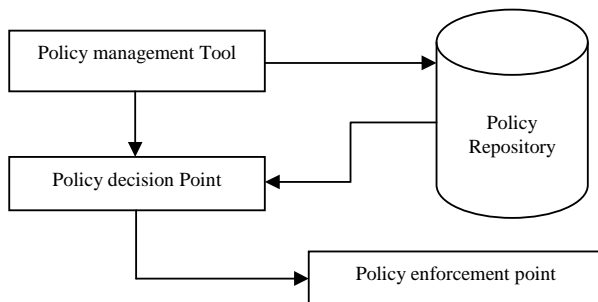 Policy management Tool
Policy
Repository
Policy decision Point
Policy enforcement point